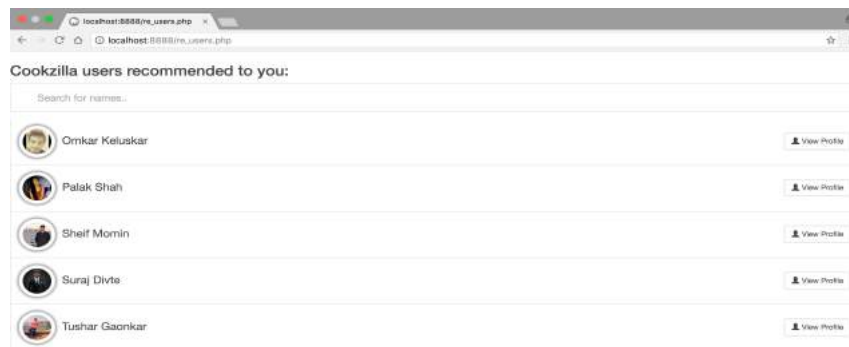 localhost:8888/re_users.php
localhost:8888/re_users.php
Cookzilla users recommended to you:
Search for names..
Omkar Keluskar
View Profile
Palak Shah
View Profile
Sheif Momin
View Profile
Suraj Divte
View Profile
Tushar Gaonkar
View Profile